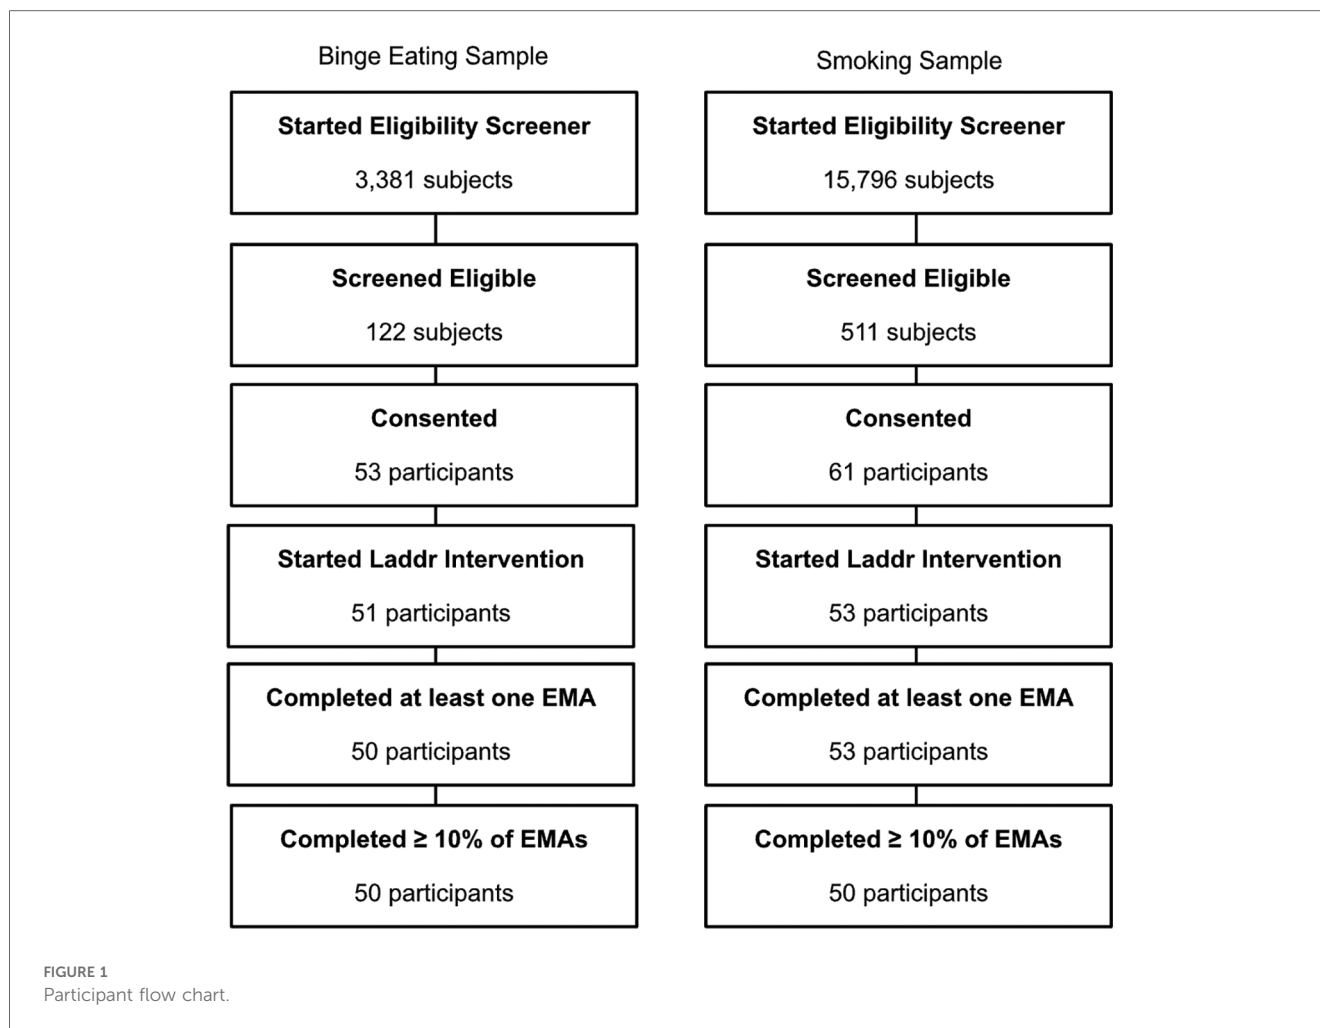 Binge Eating Sample
Started Eligibility Screener
3,381 subjects
Screened Eligible
122 subjects
Consented
53 participants
Started Laddr Intervention
51 participants
Completed at least one EMA
50 participants
Completed ≥ 10% of EMAs
50 participants
Smoking Sample
Started Eligibility Screener
15,796 subjects
Screened Eligible
511 subjects
Consented
61 participants
Started Laddr Intervention
53 participants
Completed at least one EMA
53 participants
Completed ≥ 10% of EMAs
50 participants
FIGURE 1
Participant flow chart.